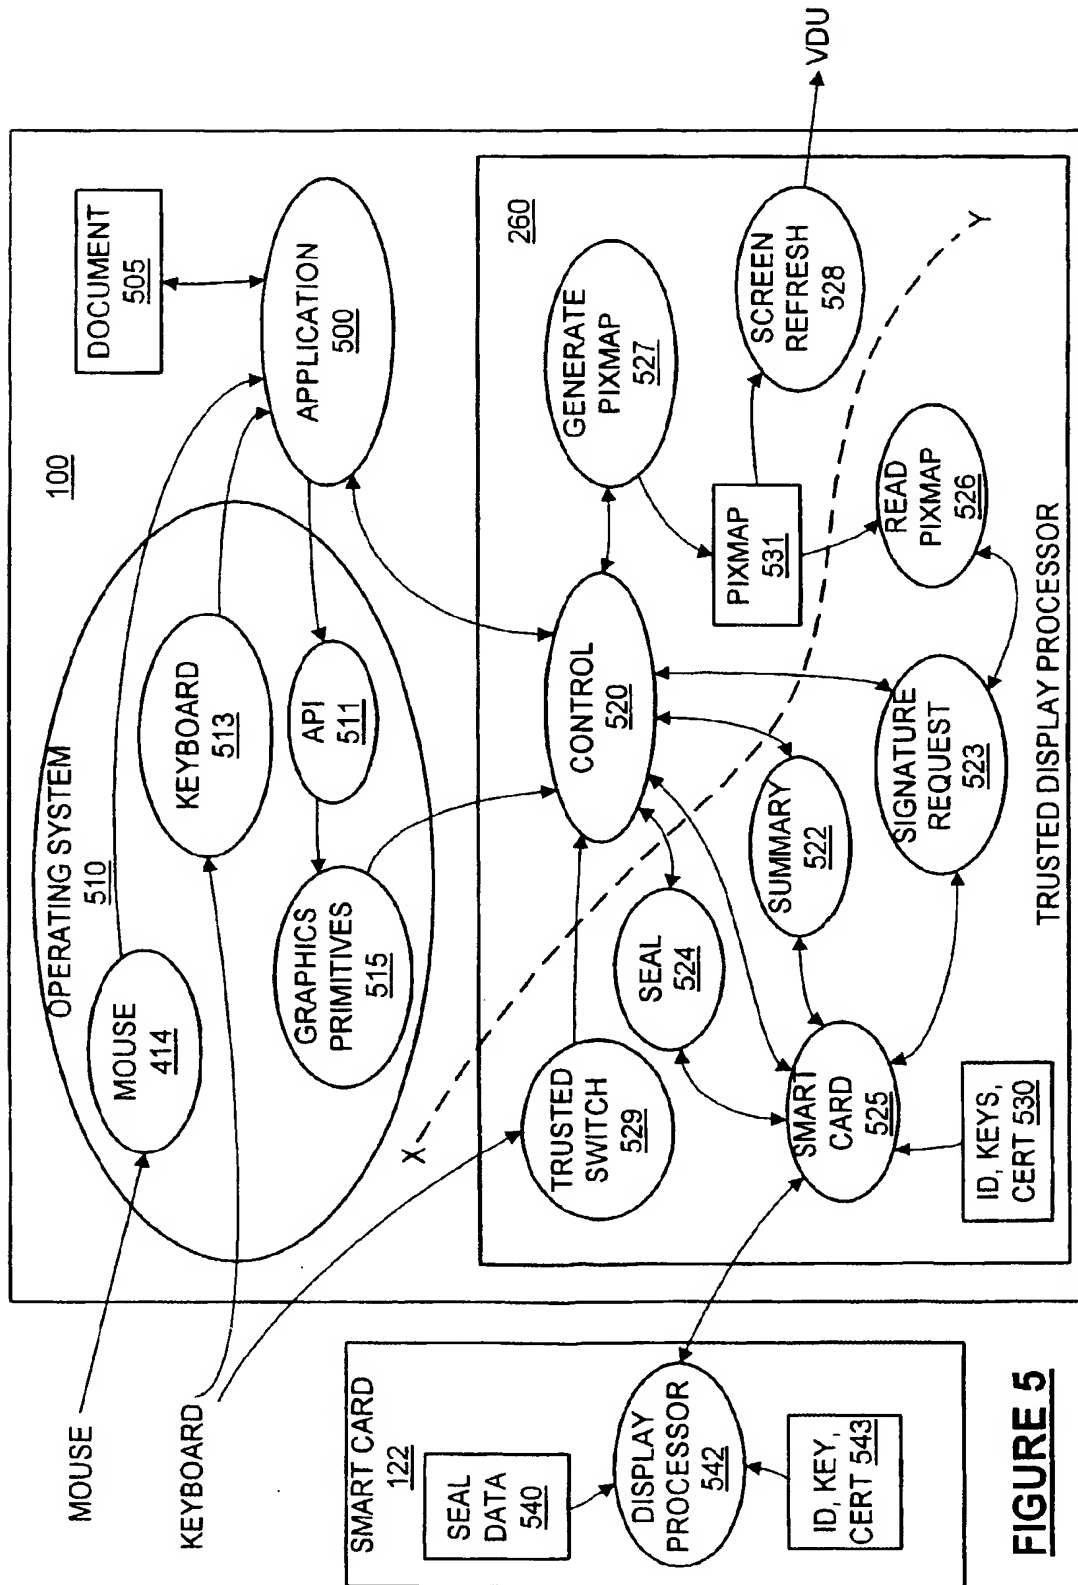 MOUSE
KEYBOARD
OPERATING SYSTEM
510
MOUSE
414
KEYBOARD
513
GRAPHICS
PRIMITIVES
515
API
511
100
DOCUMENT
505
APPLICATION
500
X
260
TRUSTED
SWITCH
529
CONTROL
520
GENERATE
PIXMAP
527
SEAL
524
PIXMAP
531
SCREEN
REFRESH
528
VDU
SUMMARY
522
SMART
CARD
525
SIGNATURE
REQUEST
523
READ
PIXMAP
526
Y
ID, KEYS,
CERT 530
TRUSTED DISPLAY PROCESSOR
SMART CARD
122
SEAL
DATA
540
DISPLAY
PROCESSOR
542
ID, KEY,
CERT 543
FIGURE 5